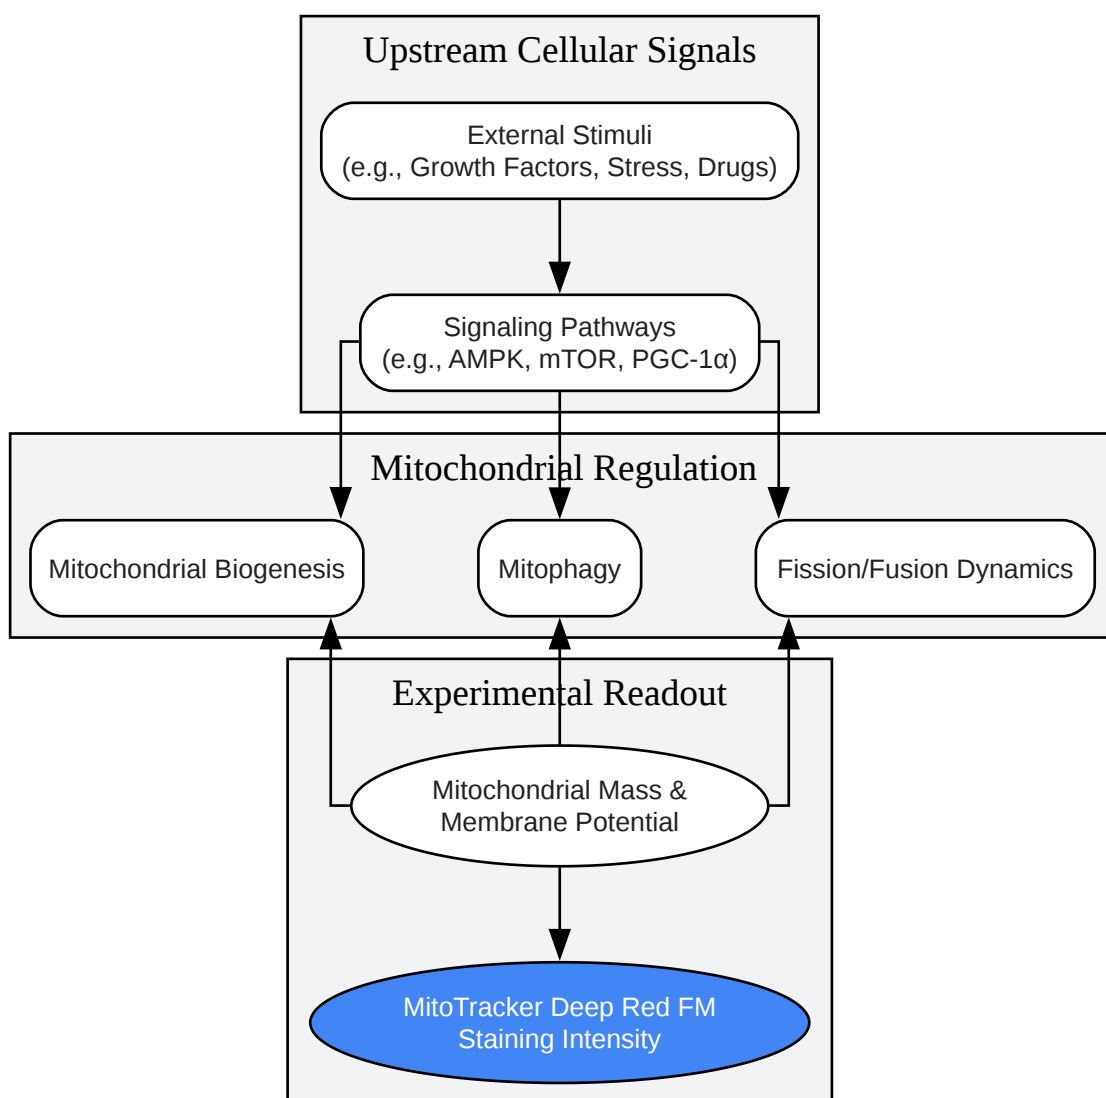 Upstream Cellular Signals
External Stimuli
(e.g., Growth Factors, Stress, Drugs)
Signaling Pathways
(e.g., AMPK, mTOR, PGC-1α)
Mitochondrial Regulation
Mitochondrial Biogenesis
Mitophagy
Fission/Fusion Dynamics
Experimental Readout
Mitochondrial Mass &
Membrane Potential
MitoTracker Deep Red FM
Staining Intensity